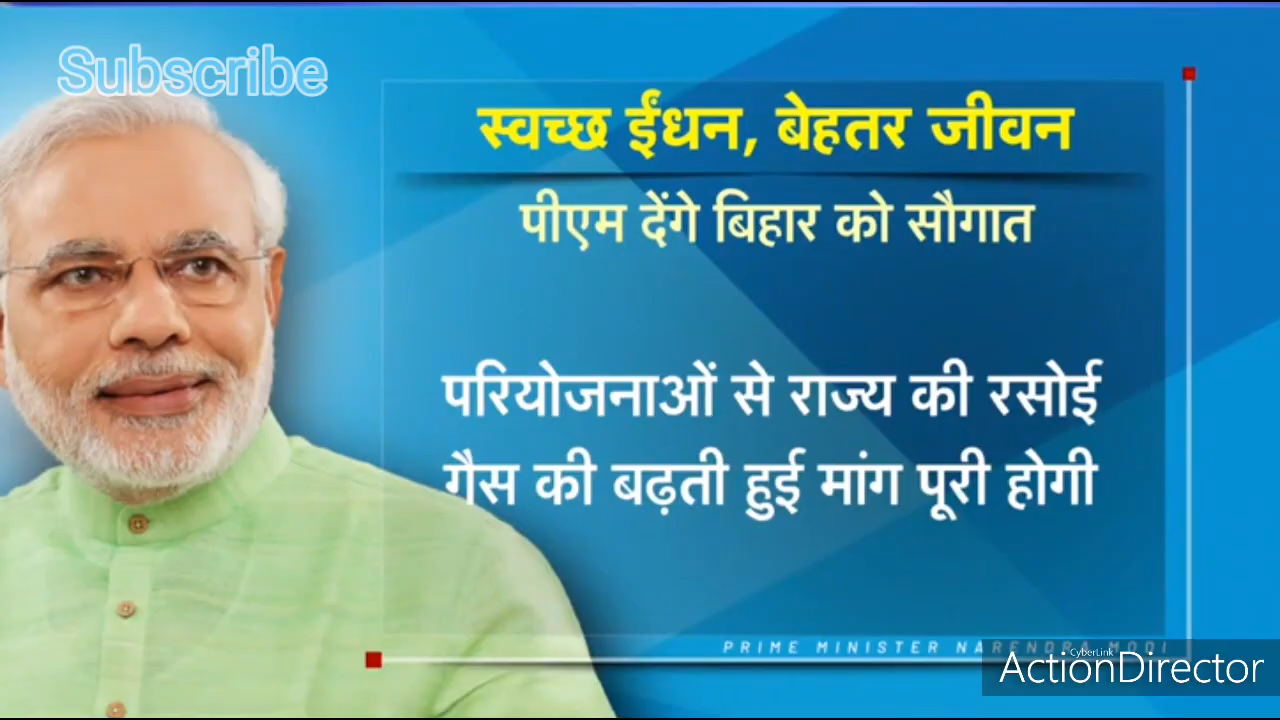 Subscribe
स्वच्छ ईंधन, बेहतर जीवन
पीएम देंगे बिहार को सौगात
परियोजनाओं से राज्य की रसोई
गैस की बढ़ती हुई मांग पूरी होगी
PRIME MINISTER NARENDRA MODI
CyberLink
ActionDirector